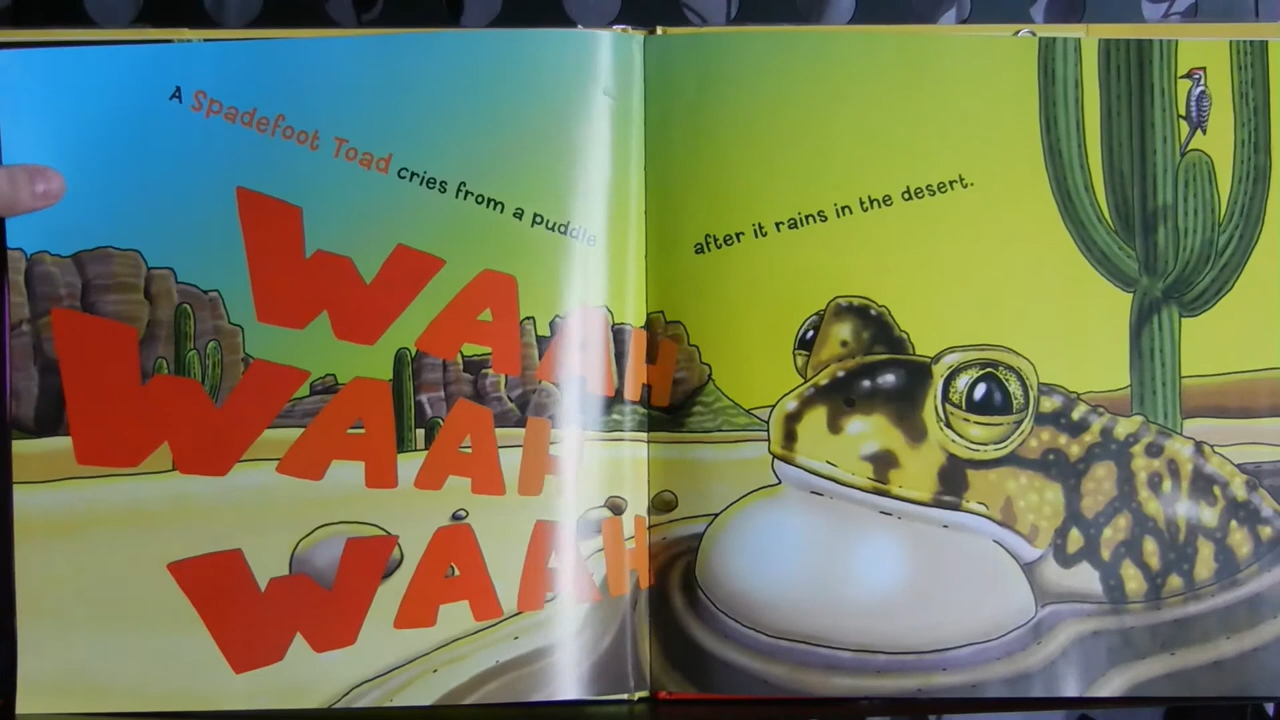 A Spadefoot Toad cries from a puddle
WAAH
WAAH
WAAH
after it rains in the desert.